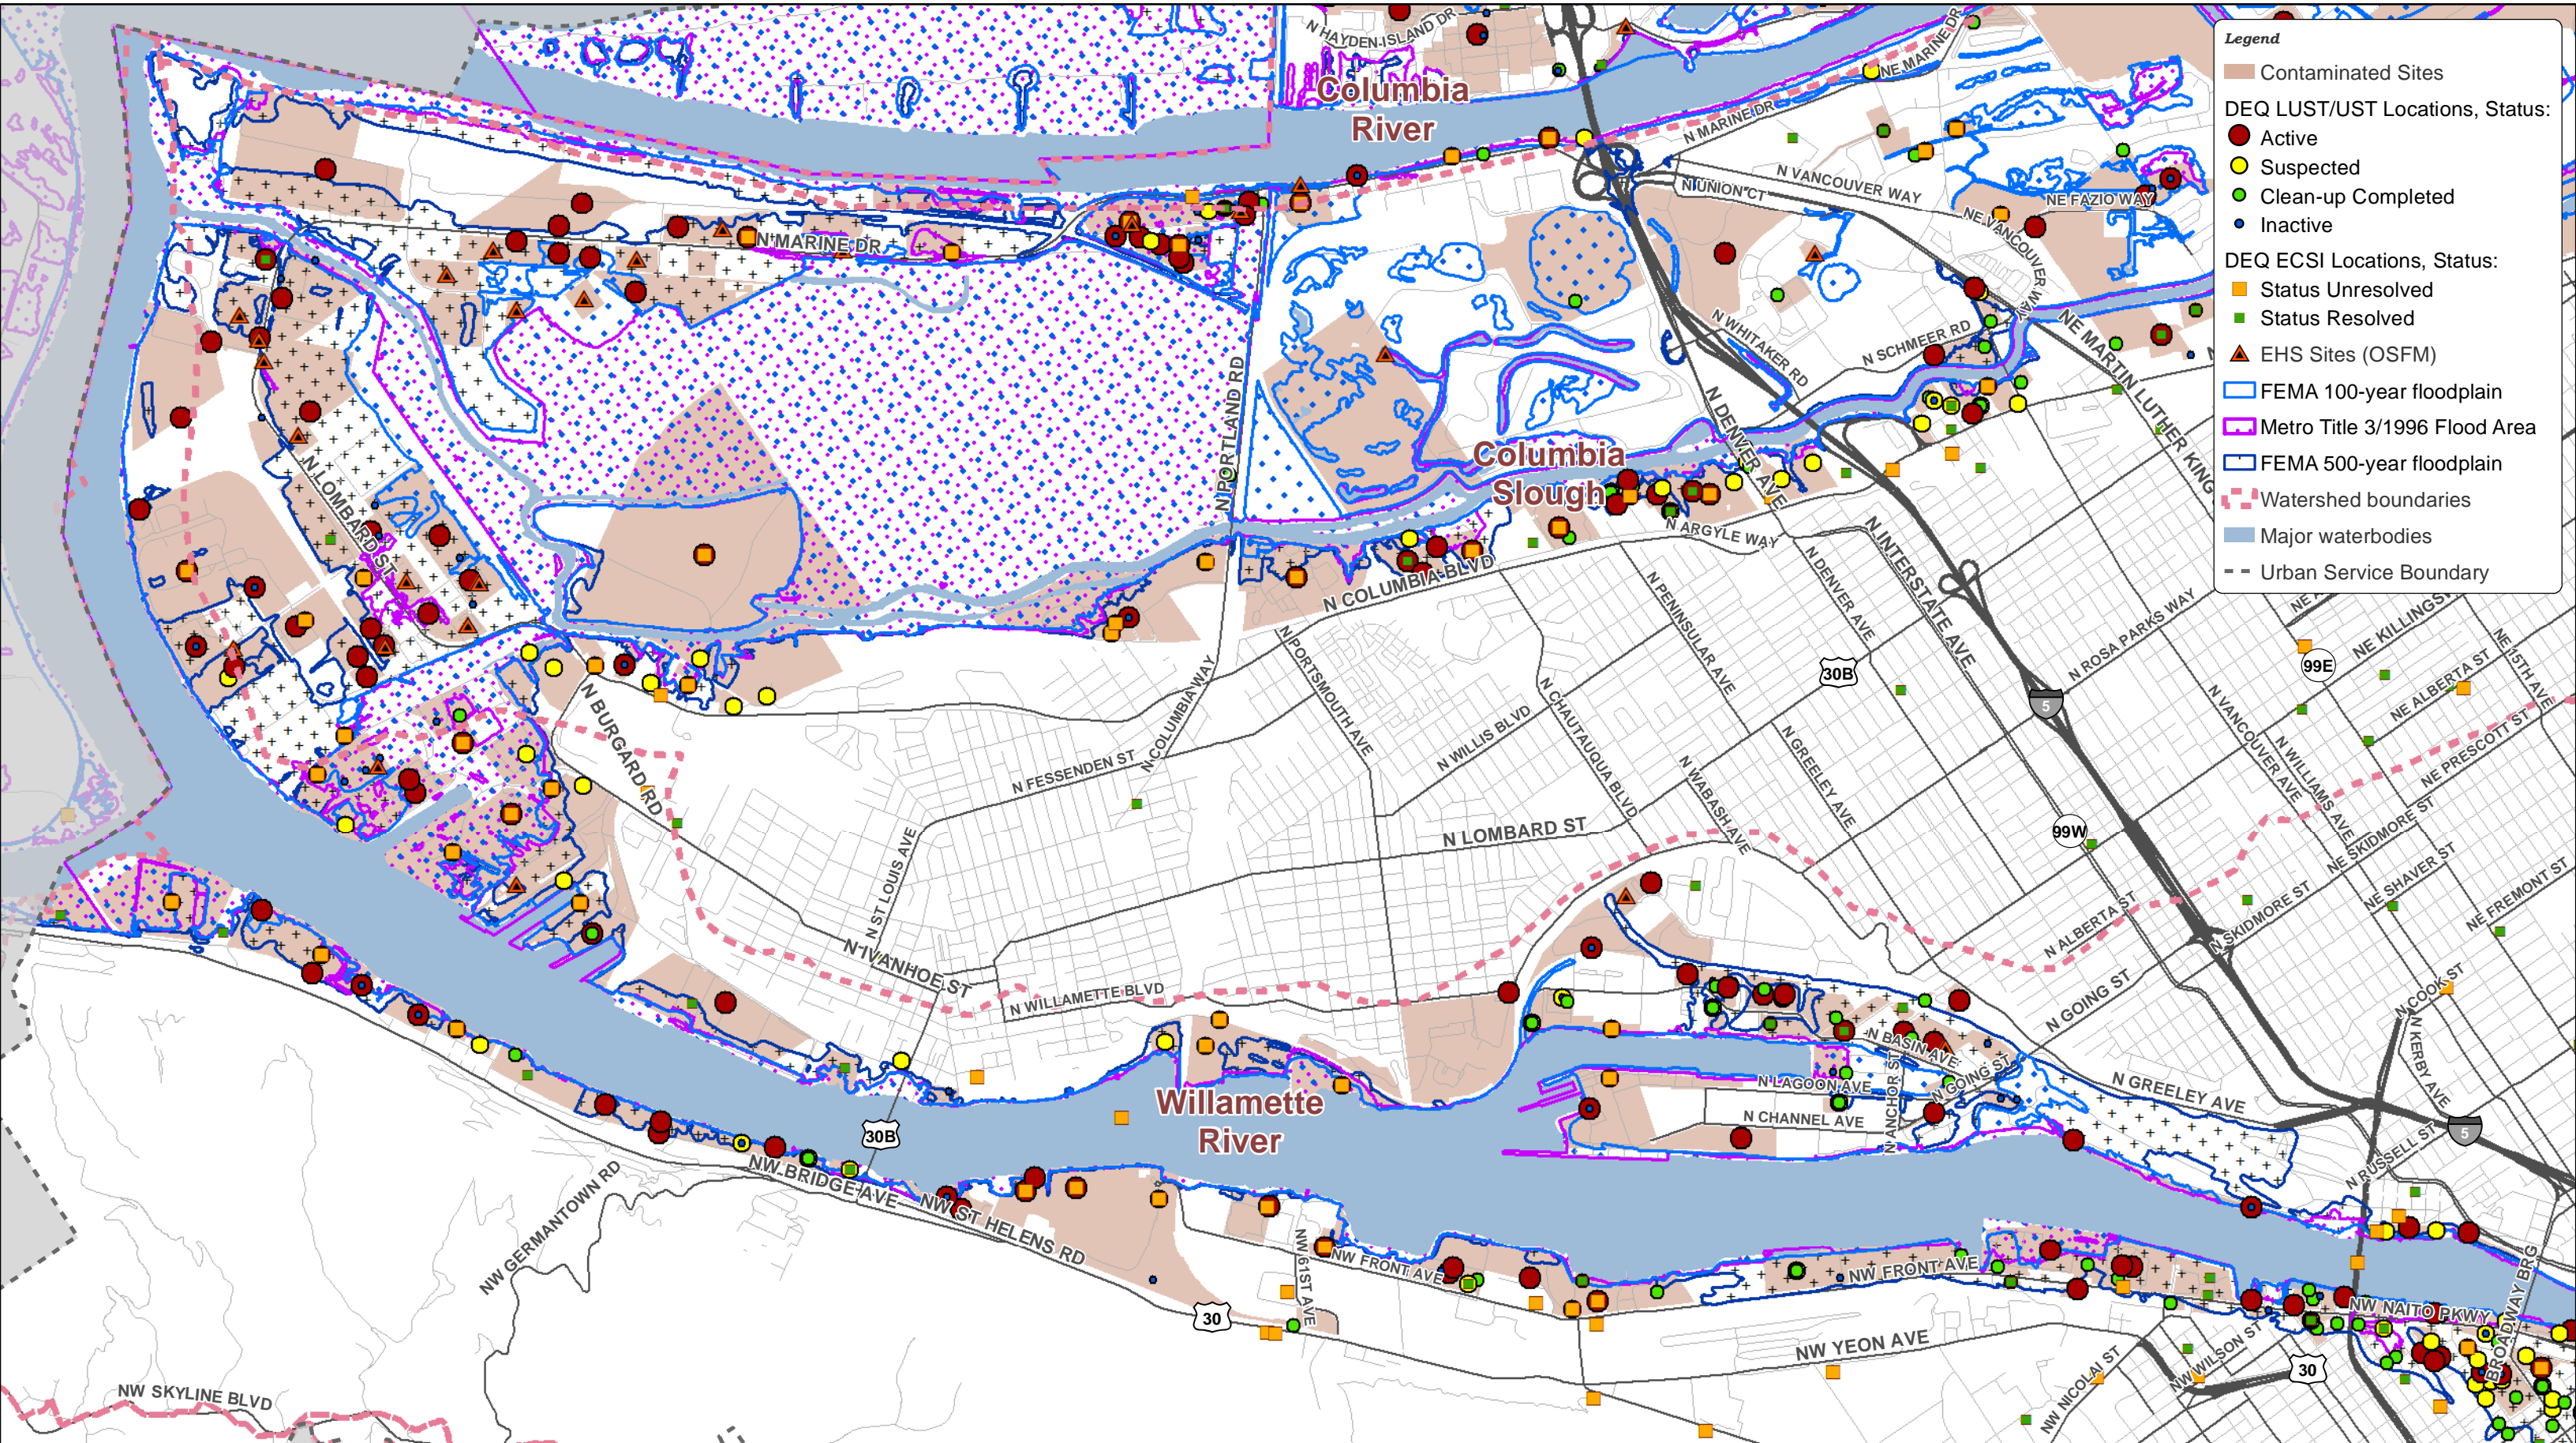 N HAYDEN ISLAND DR
Columbia
River
NE MARINE DR
N MARINE DR
N UNION CT
N VANCOUVER WAY
NE FAZIO WAY
NE VANCOUVER WAY
N MARINE DR
N WHITAKER RD
N SCHMEER RD
NE MARTIN LUTHER KING
N PORTLAND RD
N DENVER AVE
Columbia
Slough
N LOMBARD ST
N ARGYLE WAY
N COLUMBIA BLVD
N INTERSTATE AVE
N DENVER AVE
N PENINSULAR AVE
N ROSA PARKS WAY
NE KILLINGS
NE 15TH AVE
NE ALBERTA ST
99E
30B
5
N PORTSMOUTH AVE
N COLUMBIA WAY
N CHAUTAUQUA BLVD
N WILLIS BLVD
N BURGARD RD
N FESSENDEN ST
N WABASH AVE
N GREELEY AVE
N VANCOUVER AVE
N WILLIAMS AVE
NE PRESCOTT ST
NE SKIDMORE ST
99W
N LOMBARD ST
N ST LOUIS AVE
NE SHAVER ST
NE FREMONT ST
N SKIDMORE ST
N ALBERTA ST
N IVANHOE ST
N WILLAMETTE BLVD
N GOING ST
N COOK ST
N KERBY AVE
N BASIN AVE
N LAGOON AVE
N GOING ST
N CHANNEL AVE
N ANCHOR ST
N GREELEY AVE
Willamette
River
30B
5
N RUSSELL ST
NW BRIDGE AVE
NW ST HELENS RD
NW GERMANTOWN RD
NW 61ST AVE
NW FRONT AVE
NW FRONT AVE
NW NAITO PKWY
BROADWAY BRG
30
NW YEON AVE
NW NICOLAI ST
NW WILSON ST
30
NW SKYLINE BLVD
Legend
Contaminated Sites
DEQ LUST/UST Locations, Status:
Active
Suspected
Clean-up Completed
Inactive
DEQ ECSI Locations, Status:
Status Unresolved
Status Resolved
EHS Sites (OSFM)
FEMA 100-year floodplain
Metro Title 3/1996 Flood Area
FEMA 500-year floodplain
Watershed boundaries
Major waterbodies
Urban Service Boundary